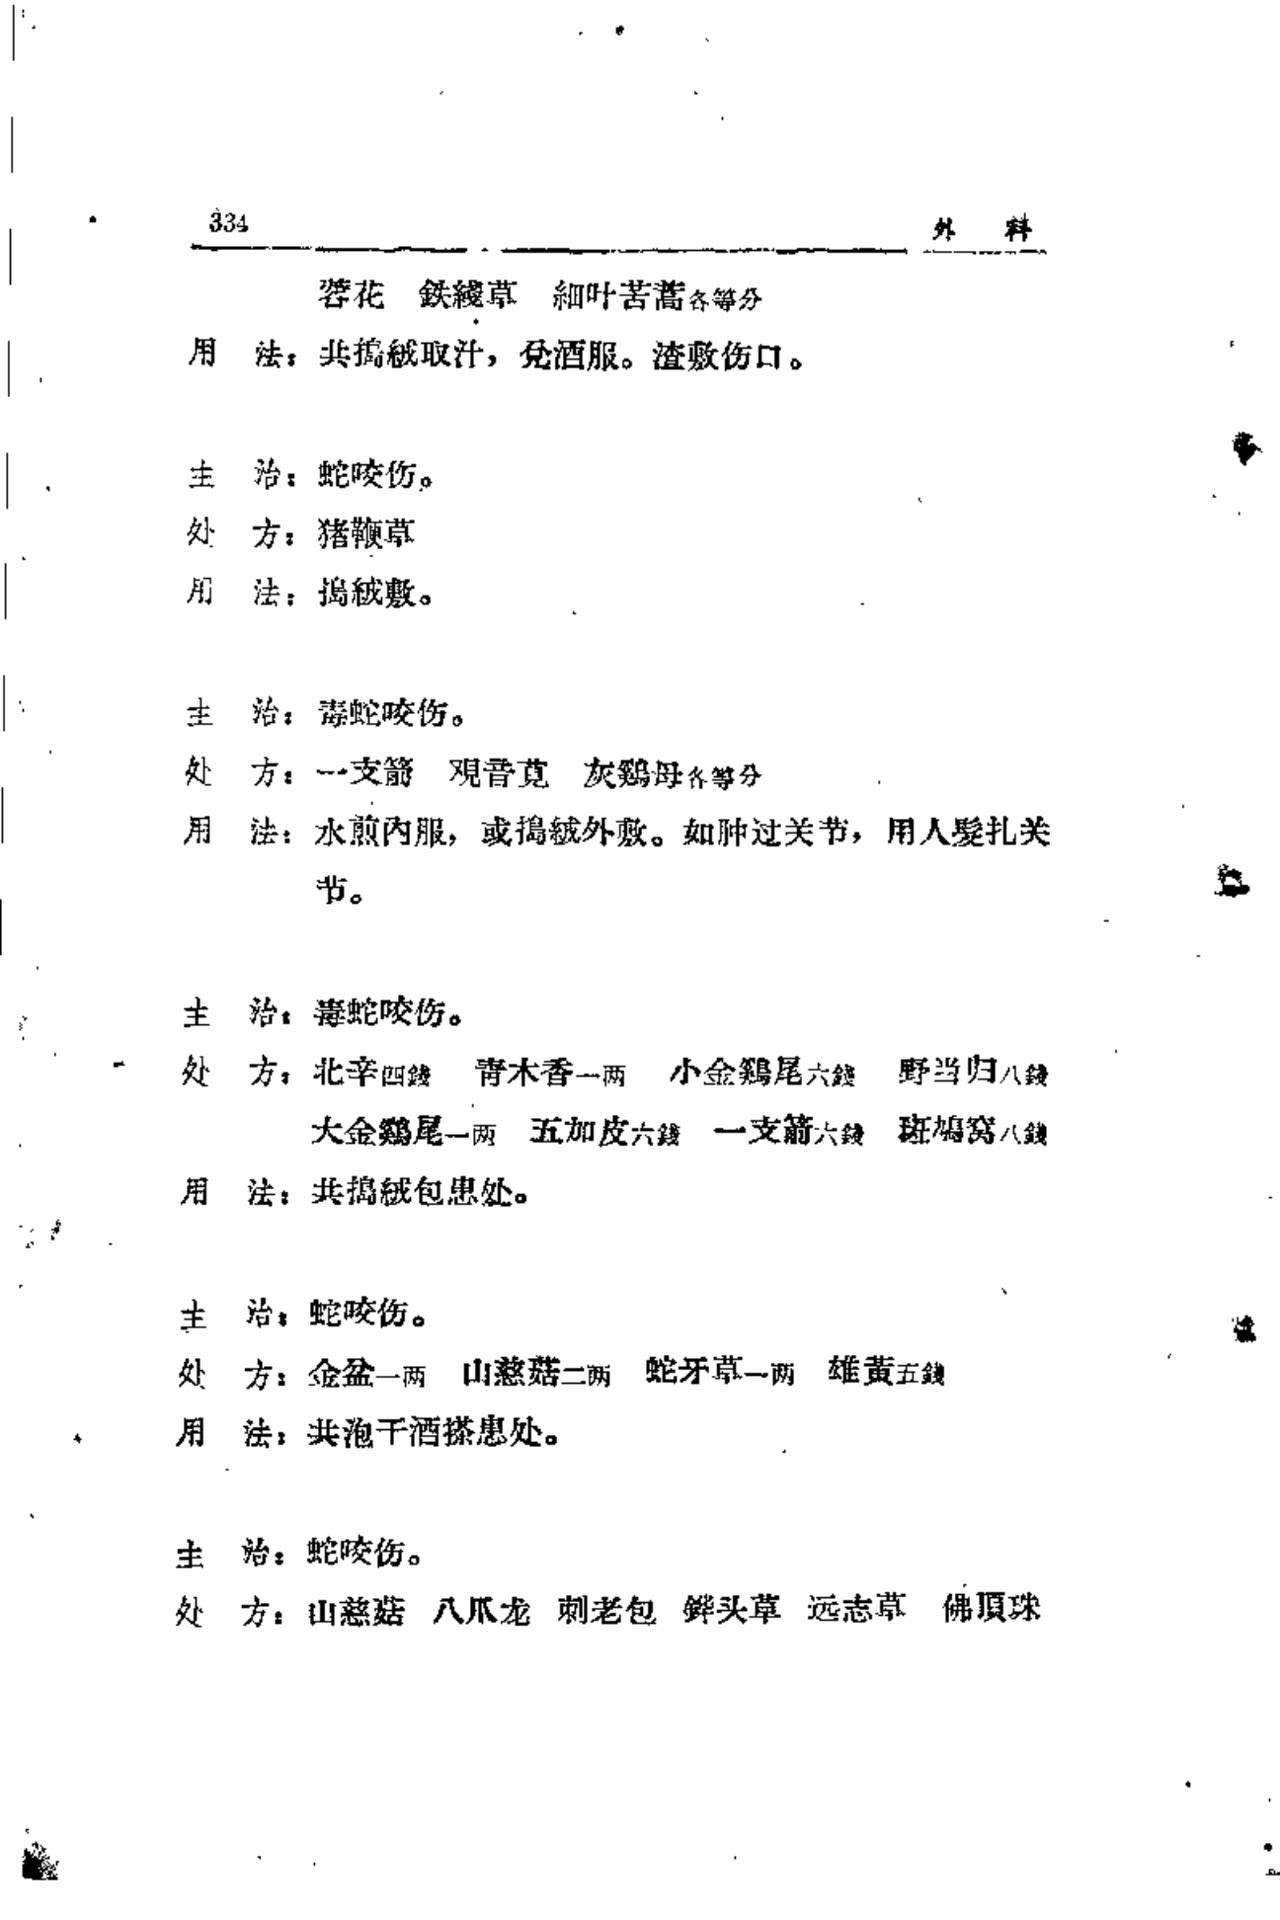 334 外 科
蓉花 鉄綫草 細叶苦蒿各等分
用 法：共搗絨取汁，兌酒服。渣敷伤口。
主 治：蛇咬伤。
处 方：猪鞭草
用 法：搗絨敷。
主 治：毒蛇咬伤。
处 方：一支箭 观音莧 灰鷄母各等分
用 法：水煎內服，或搗絨外敷。如肿过关节，用人髮扎关
节。
主 治：毒蛇咬伤。
处 方：北辛四錢 青木香一两 小金鷄尾六錢 野当归八錢
大金鷄尾一两 五加皮六錢 一支箭六錢 斑鳩窝八錢
用 法：共搗絨包患处。
主 治：蛇咬伤。
处 方：金盆一两 山慈菇二两 蛇牙草一两 雄黃五錢
用 法：共泡干酒搽患处。
主 治：蛇咬伤。
处 方：山慈菇 八爪龙 刺老包 鏵头草 远志草 佛頂珠